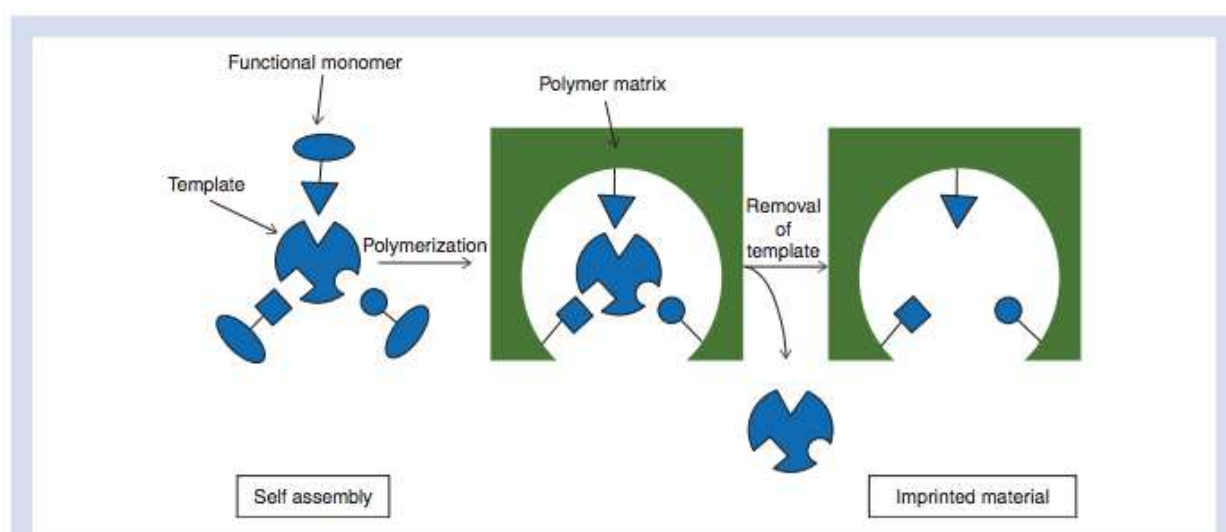 Functional monomer
Polymer matrix
Template
Polymerization
Removal
of
template
Self assembly
Imprinted material